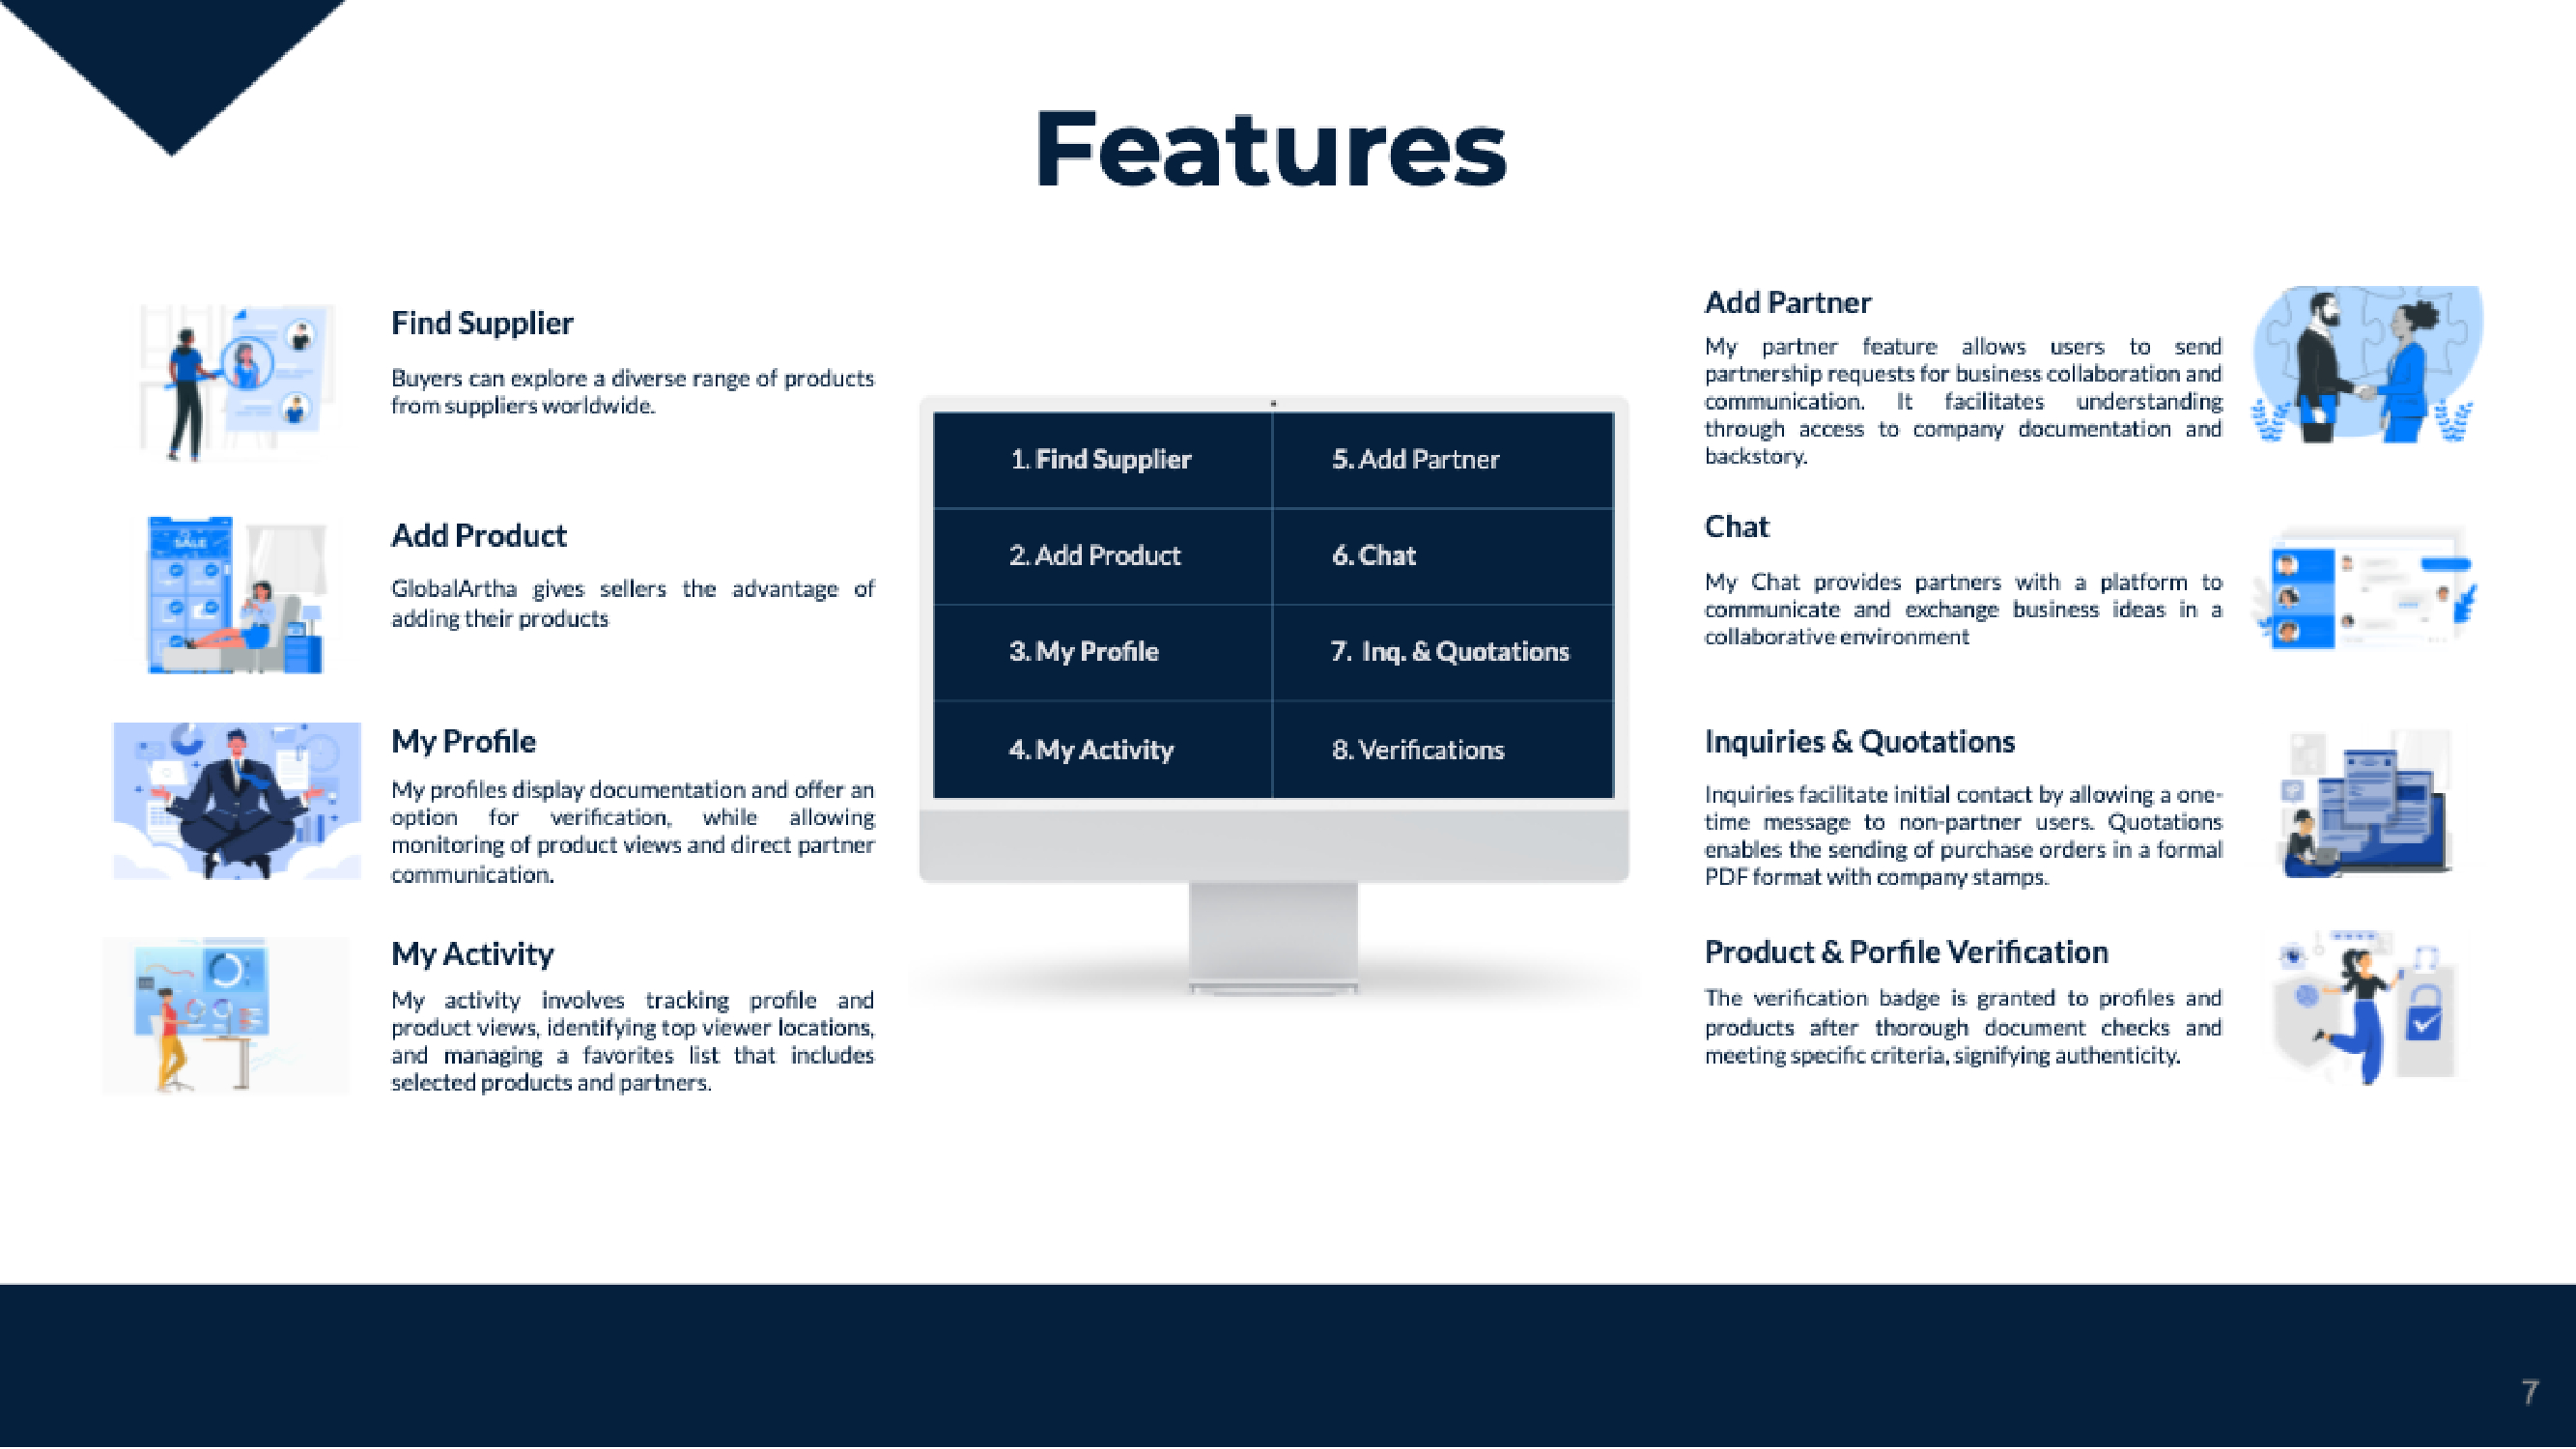 Features
Find Supplier
Buyers can explore a diverse range of products
from suppliers worldwide.
Add Product
GlobalArtha gives sellers the advantage of
adding their products
My Profile
My profiles display documentation and offer an
option for verification, while allowing
monitoring of product views and direct partner
communication.
My Activity
My activity involves tracking profile and
product views, identifying top viewer locations,
and managing a favorites list that includes
selected products and partners.
1. Find Supplier
2. Add Product
3. My Profile
4. My Activity
5. Add Partner
6. Chat
7. Inq. & Quotations
8. Verifications
Add Partner
My partner feature allows users to send
partnership requests for business collaboration and
communication. It facilitates understanding
through access to company documentation and
backstory.
Chat
My Chat provides partners with a platform to
communicate and exchange business ideas in a
collaborative environment
Inquiries & Quotations
Inquiries facilitate initial contact by allowing a one-
time message to non-partner users. Quotations
enables the sending of purchase orders in a formal
PDF format with company stamps.
Product & Porfile Verification
The verification badge is granted to profiles and
products after thorough document checks and
meeting specific criteria, signifying authenticity.
SALE
7